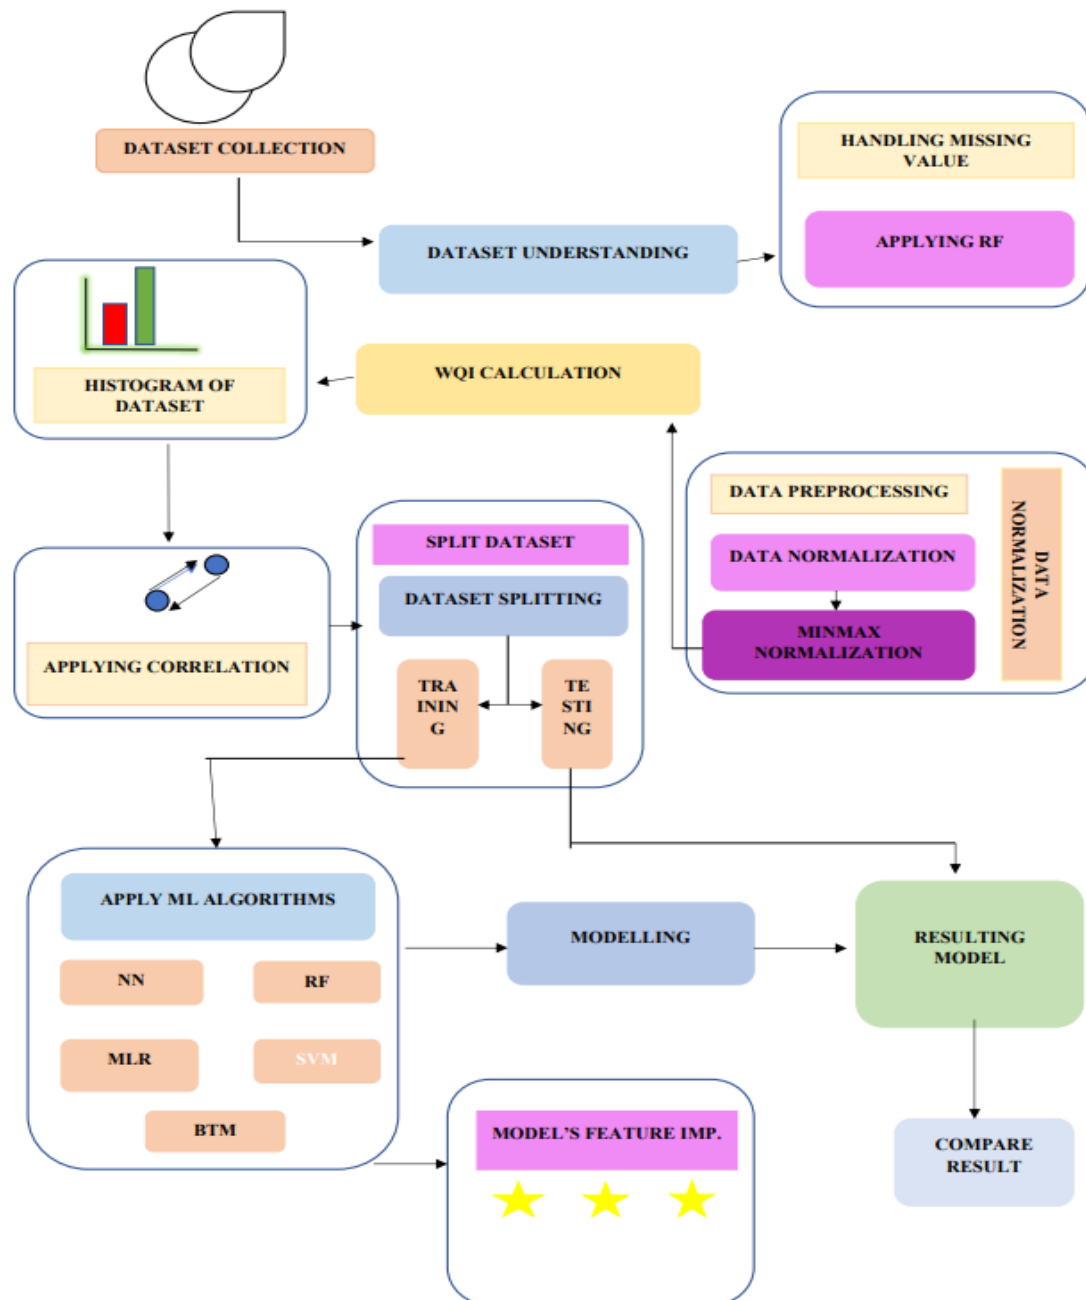 DATASET COLLECTION
HANDLING MISSING
VALUE
APPLYING RF
DATASET UNDERSTANDING
WQI CALCULATION
HISTOGRAM OF
DATASET
DATA PREPROCESSING
DATA NORMALIZATION
MINMAX
NORMALIZATION
DATA
NORMALIZATION
SPLIT DATASET
DATASET SPLITTING
TRA
ININ
G
TE
STI
NG
APPLYING CORRELATION
APPLY ML ALGORITHMS
NN
RF
MLR
SVM
BTM
MODELLING
RESULTING
MODEL
MODEL'S FEATURE IMP.
COMPARE
RESULT